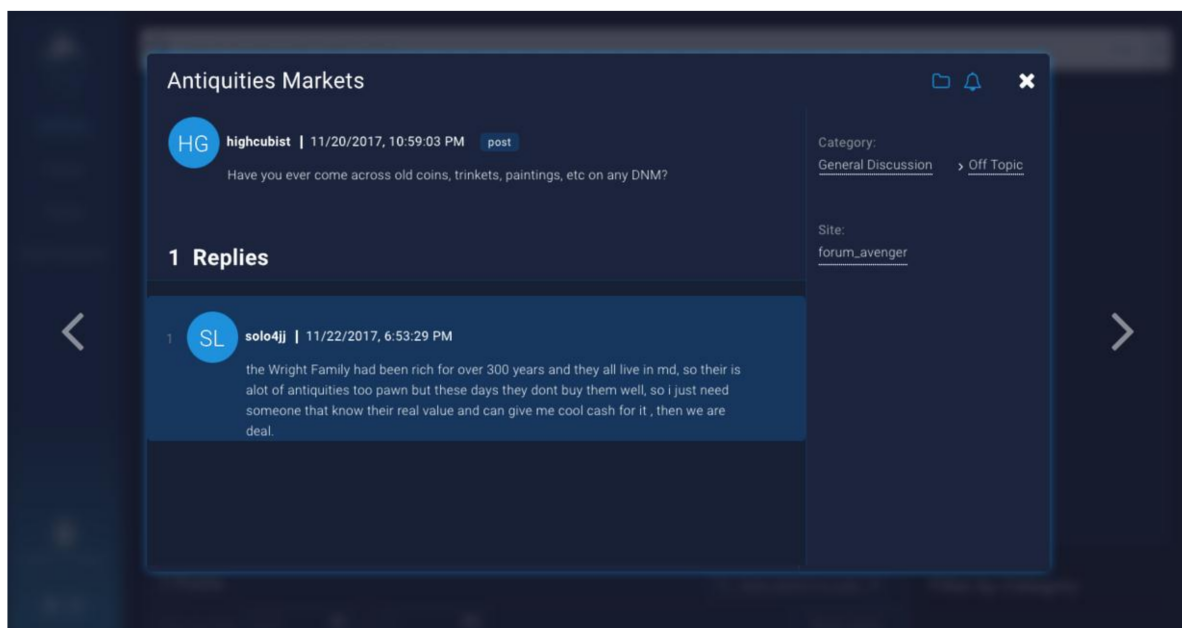 Antiquities Markets
HG highcubist | 11/20/2017, 10:59:03 PM post
Have you ever come across old coins, trinkets, paintings, etc on any DNM?
1 Replies
1 SL solo4jj | 11/22/2017, 6:53:29 PM
the Wright Family had been rich for over 300 years and they all live in md, so their is
alot of antiquities too pawn but these days they dont buy them well, so i just need
someone that know their real value and can give me cool cash for it , then we are
deal.
Category:
General Discussion › Off Topic
Site:
forum_avenger